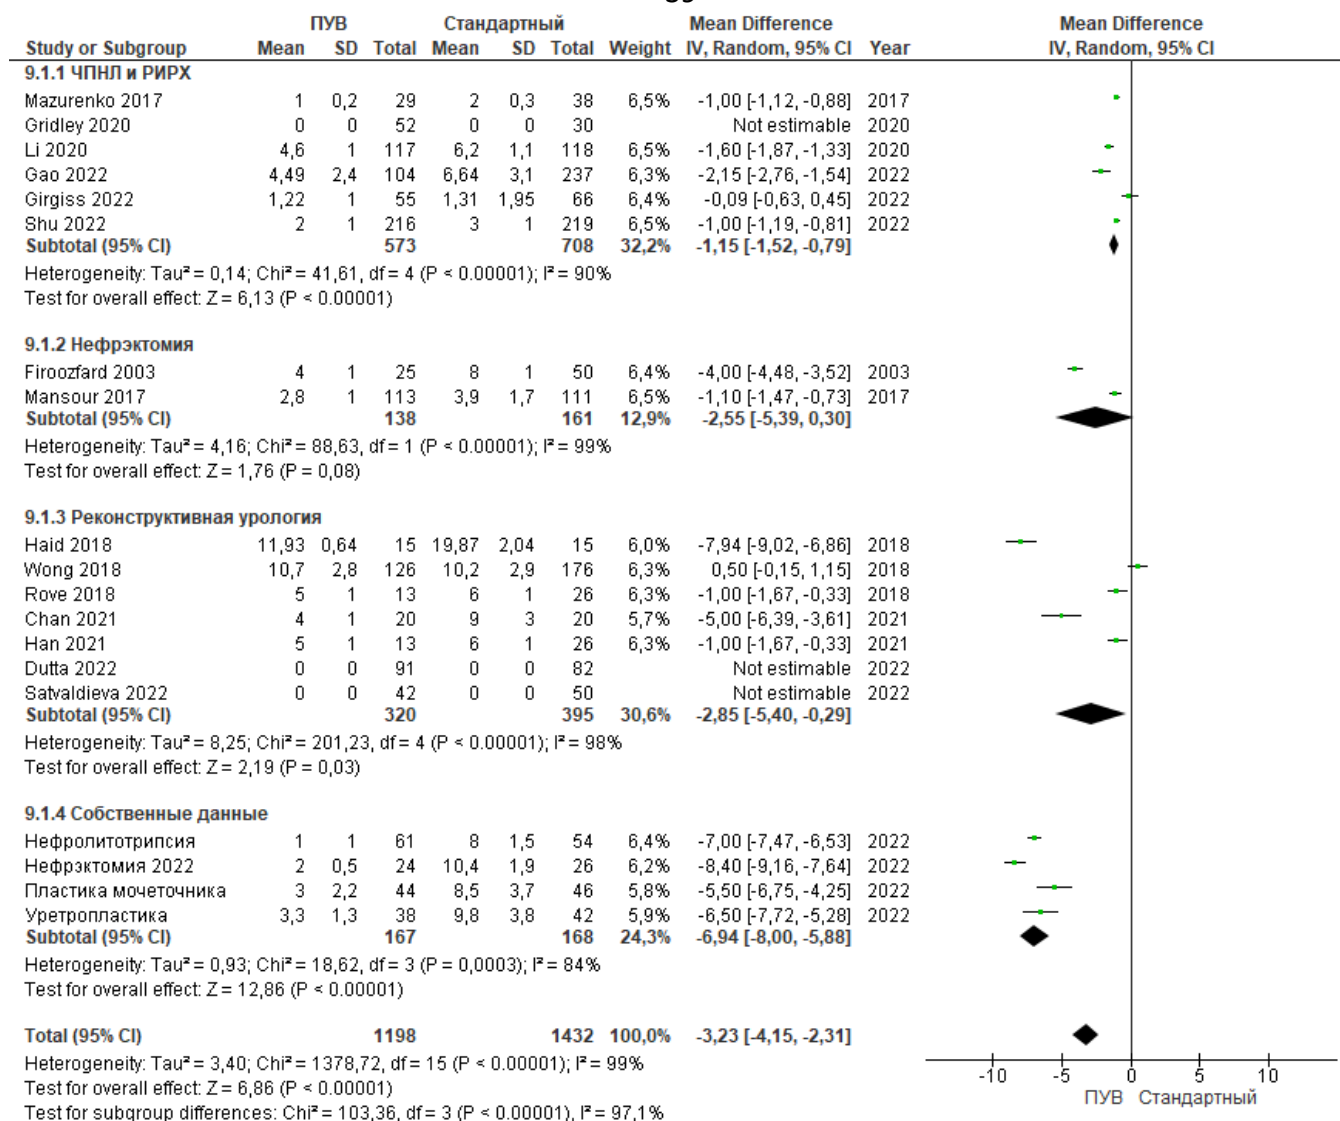 ПУВ Стандартный Mean Difference Mean Difference
Study or Subgroup Mean SD Total Mean SD Total Weight IV, Random, 95% CI Year IV, Random, 95% CI
9.1.1 ЧПНЛ и РИРХ
Mazurenko 2017 1 0,2 29 2 0,3 38 6,5% -1,00 [-1,12, -0,88] 2017
Gridley 2020 0 0 52 0 0 30 Not estimable 2020
Li 2020 4,6 1 117 6,2 1,1 118 6,5% -1,60 [-1,87, -1,33] 2020
Gao 2022 4,49 2,4 104 6,64 3,1 237 6,3% -2,15 [-2,76, -1,54] 2022
Girgiss 2022 1,22 1 55 1,31 1,95 66 6,4% -0,09 [-0,63, 0,45] 2022
Shu 2022 2 1 216 3 1 219 6,5% -1,00 [-1,19, -0,81] 2022
Subtotal (95% CI) 573 708 32,2% -1,15 [-1,52, -0,79]
Heterogeneity: Tau² = 0,14; Chi² = 41,61, df = 4 (P < 0.00001); I² = 90%
Test for overall effect: Z = 6,13 (P < 0.00001)
9.1.2 Нефрэктомия
Firoozfard 2003 4 1 25 8 1 50 6,4% -4,00 [-4,48, -3,52] 2003
Mansour 2017 2,8 1 113 3,9 1,7 111 6,5% -1,10 [-1,47, -0,73] 2017
Subtotal (95% CI) 138 161 12,9% -2,55 [-5,39, 0,30]
Heterogeneity: Tau² = 4,16; Chi² = 88,63, df = 1 (P < 0.00001); I² = 99%
Test for overall effect: Z = 1,76 (P = 0,08)
9.1.3 Реконструктивная урология
Haid 2018 11,93 0,64 15 19,87 2,04 15 6,0% -7,94 [-9,02, -6,86] 2018
Wong 2018 10,7 2,8 126 10,2 2,9 176 6,3% 0,50 [-0,15, 1,15] 2018
Rove 2018 5 1 13 6 1 26 6,3% -1,00 [-1,67, -0,33] 2018
Chan 2021 4 1 20 9 3 20 5,7% -5,00 [-6,39, -3,61] 2021
Han 2021 5 1 13 6 1 26 6,3% -1,00 [-1,67, -0,33] 2021
Dutta 2022 0 0 91 0 0 82 Not estimable 2022
Satvaldieva 2022 0 0 42 0 0 50 Not estimable 2022
Subtotal (95% CI) 320 395 30,6% -2,85 [-5,40, -0,29]
Heterogeneity: Tau² = 8,25; Chi² = 201,23, df = 4 (P < 0.00001); I² = 98%
Test for overall effect: Z = 2,19 (P = 0,03)
9.1.4 Собственные данные
Нефролитотрипсия 1 1 61 8 1,5 54 6,4% -7,00 [-7,47, -6,53] 2022
Нефрэктомия 2022 2 0,5 24 10,4 1,9 26 6,2% -8,40 [-9,16, -7,64] 2022
Пластика мочеточника 3 2,2 44 8,5 3,7 46 5,8% -5,50 [-6,75, -4,25] 2022
Уретропластика 3,3 1,3 38 9,8 3,8 42 5,9% -6,50 [-7,72, -5,28] 2022
Subtotal (95% CI) 167 168 24,3% -6,94 [-8,00, -5,88]
Heterogeneity: Tau² = 0,93; Chi² = 18,62, df = 3 (P = 0,0003); I² = 84%
Test for overall effect: Z = 12,86 (P < 0.00001)
Total (95% CI) 1198 1432 100,0% -3,23 [-4,15, -2,31]
Heterogeneity: Tau² = 3,40; Chi² = 1378,72, df = 15 (P < 0.00001); I² = 99%
Test for overall effect: Z = 6,86 (P < 0.00001)
Test for subgroup differences: Chi² = 103,36, df = 3 (P < 0.00001), I² = 97,1%
-10 -5 0 5 10
ПУВ Стандартный